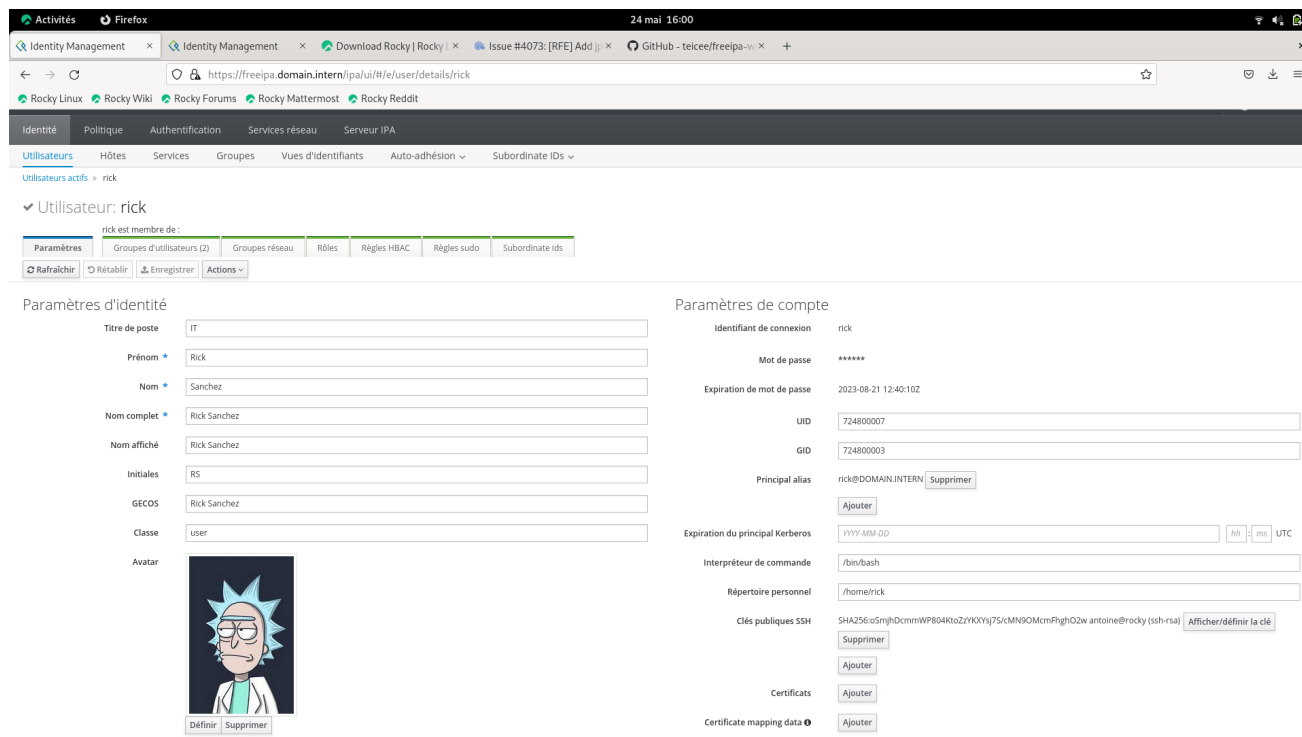 Activités Firefox 24 mai 16:00
Identity Management × Identity Management × Download Rocky | Rocky L × Issue #4073: [RFE] Add jp × GitHub - teicee/freeipa-w × +
https://freeipa.domain.intern/ipa/ui/#/e/user/details/rick
Rocky Linux Rocky Wiki Rocky Forums Rocky Mattermost Rocky Reddit
Identité Politique Authentification Services réseau Serveur IPA
Utilisateurs Hôtes Services Groupes Vues d'identifiants Auto-adhésion Subordinate IDs
Utilisateurs actifs » rick
Utilisateur: rick
rick est membre de :
Paramètres Groupes d'utilisateurs (2) Groupes réseau Rôles Règles HBAC Règles sudo Subordinate ids
Rafraîchir Rétablir Enregistrer Actions
Paramètres d'identité
Titre de poste IT
Prénom * Rick
Nom * Sanchez
Nom complet * Rick Sanchez
Nom affiché Rick Sanchez
Initiales RS
GECOS Rick Sanchez
Classe user
Avatar
Définir Supprimer
Paramètres de compte
Identifiant de connexion rick
Mot de passe ******
Expiration de mot de passe 2023-08-21 12:40:10Z
UID 724800007
GID 724800003
Principal alias rick@DOMAIN.INTERN Supprimer
Ajouter
Expiration du principal Kerberos YYYY-MM-DD hh : mm UTC
Interpréteur de commande /bin/bash
Répertoire personnel /home/rick
Clés publiques SSH SHA256:oSmjhDcmmWP804KtoZzYKXYsj7S/cMN9OMcmFhghO2w antoine@rocky (ssh-rsa) Afficher/définir la clé
Supprimer
Ajouter
Certificats Ajouter
Certificate mapping data Ajouter